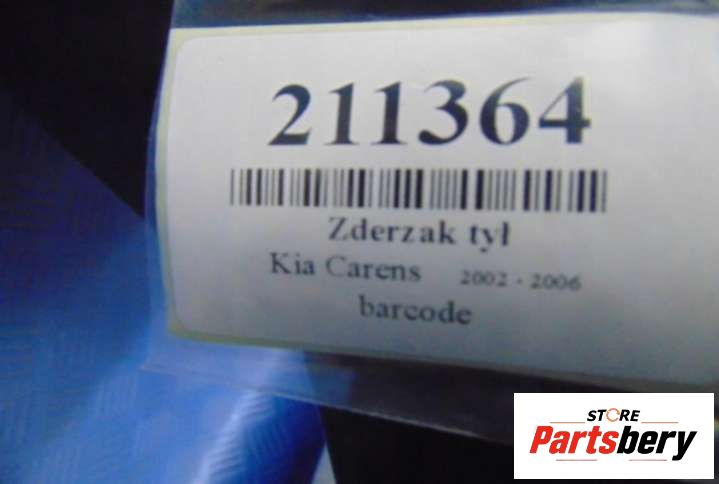 211364
Zderzak tył
Kia Carens 2002 - 2006
barcode
STORE
Partsbery